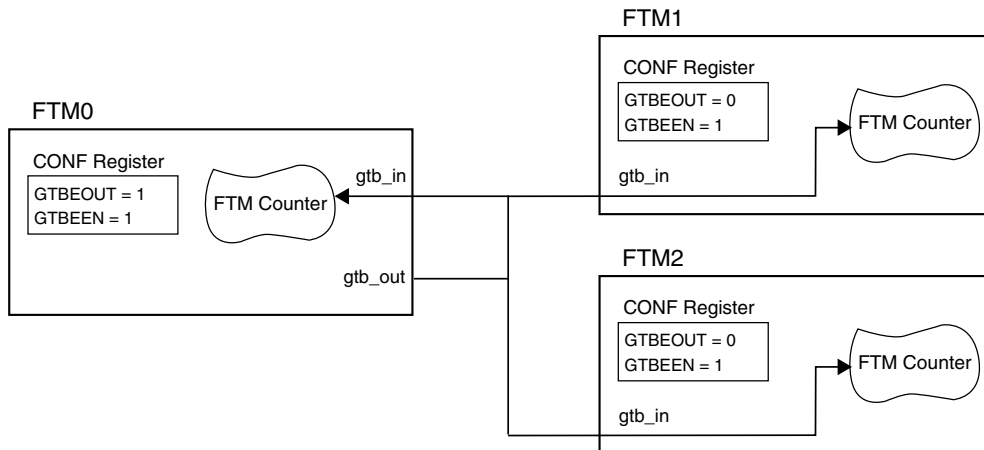 FTM0
CONF Register
GTBEOUT = 1
GTBEEN = 1
FTM Counter
gtb_in
gtb_out
FTM1
CONF Register
GTBEOUT = 0
GTBEEN = 1
FTM Counter
gtb_in
FTM2
CONF Register
GTBEOUT = 0
GTBEEN = 1
FTM Counter
gtb_in